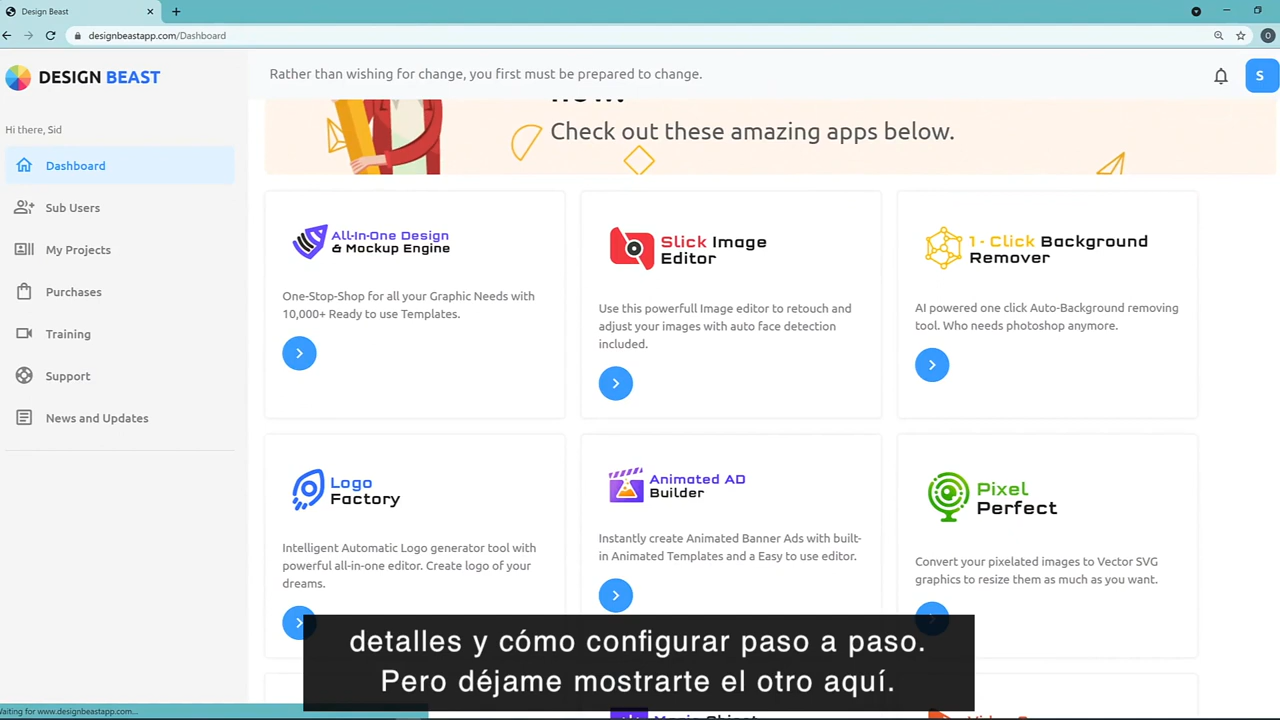 Design Beast
designbeastapp.com/Dashboard
O
DESIGN BEAST
Rather than wishing for change, you first must be prepared to change.
S
Hi there, Sid
Dashboard
Sub Users
My Projects
Purchases
Training
Support
News and Updates
now!
Check out these amazing apps below.
All-In-One Design
& Mockup Engine
One-Stop-Shop for all your Graphic Needs with
10,000+ Ready to use Templates.
Slick Image
Editor
Use this powerfull Image editor to retouch and
adjust your images with auto face detection
included.
1 - Click Background
Remover
AI powered one click Auto-Background removing
tool. Who needs photoshop anymore.
Logo
Factory
Intelligent Automatic Logo generator tool with
powerful all-in-one editor. Create logo of your
dreams.
Animated AD
Builder
Instantly create Animated Banner Ads with built-
in Animated Templates and a Easy to use editor.
Pixel
Perfect
Convert your pixelated images to Vector SVG
graphics to resize them as much as you want.
detalles y cómo configurar paso a paso.
Pero déjame mostrarte el otro aquí.
Waiting for www.designbeastapp.com...